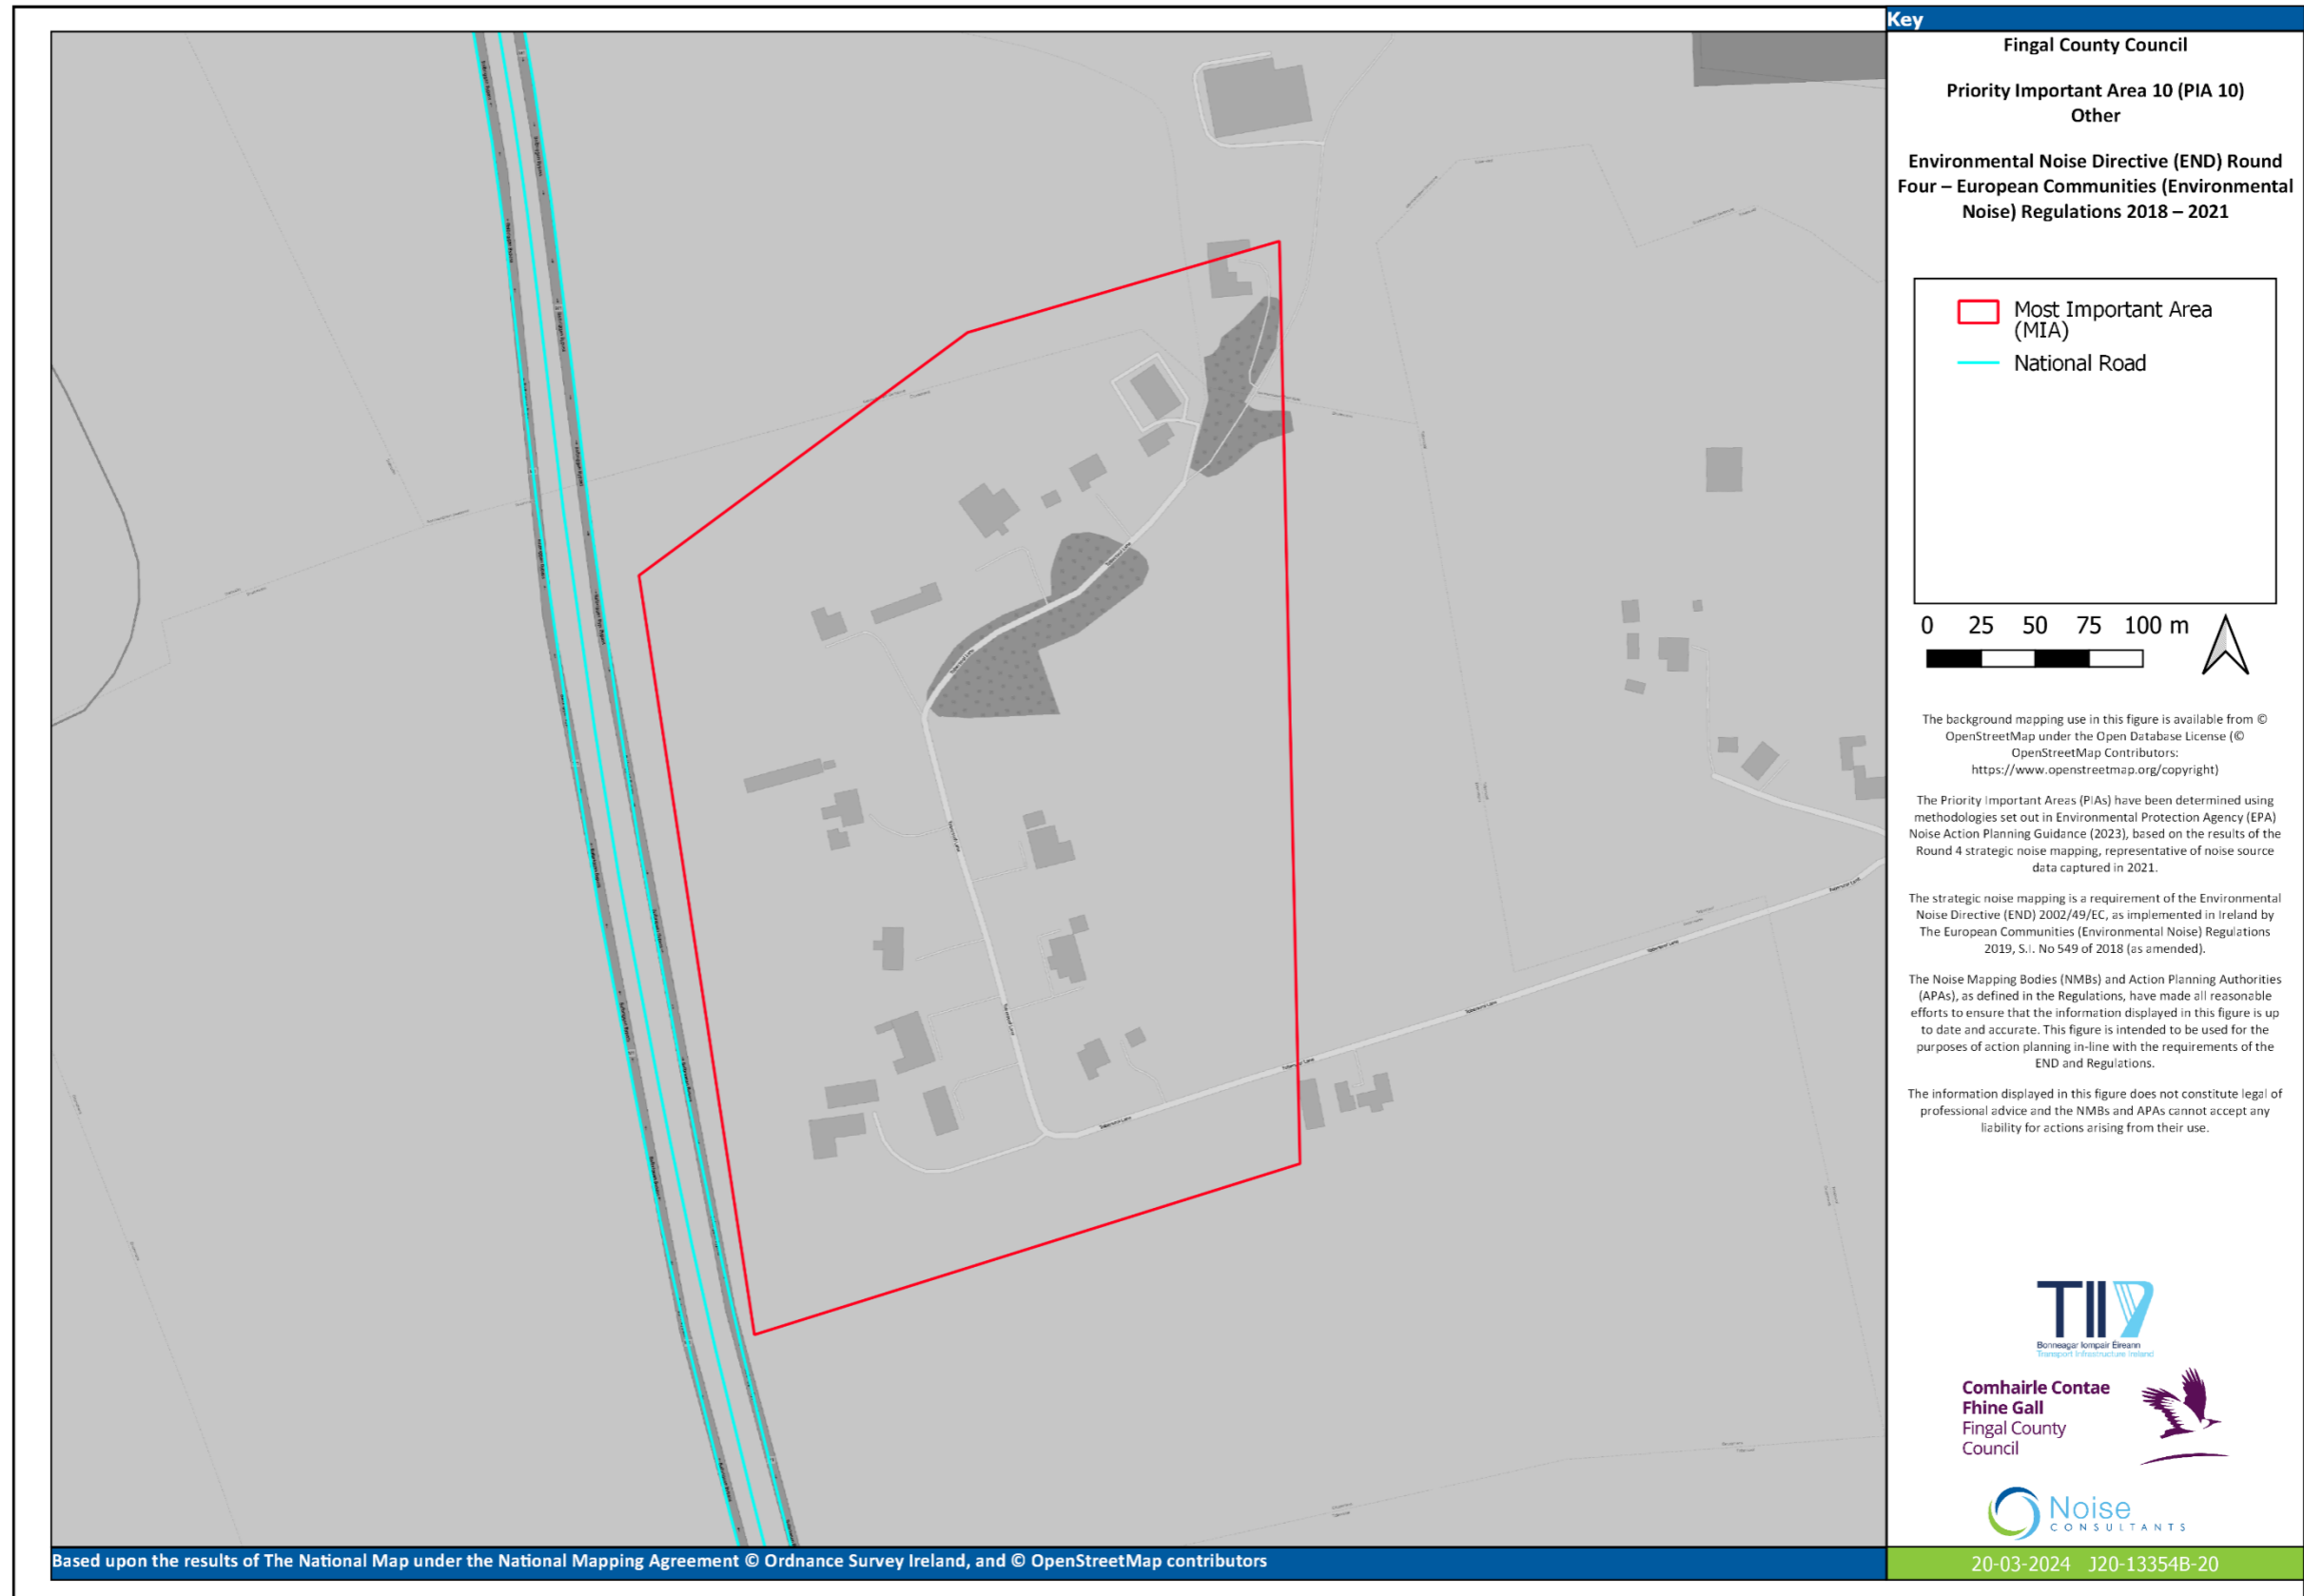 Key
Fingal County Council
Priority Important Area 10 (PIA 10)
Other
Environmental Noise Directive (END) Round
Four – European Communities (Environmental
Noise) Regulations 2018 – 2021
Most Important Area
(MIA)
National Road
0 25 50 75 100 m
The background mapping use in this figure is available from ©
OpenStreetMap under the Open Database License (©
OpenStreetMap Contributors:
https://www.openstreetmap.org/copyright)
The Priority Important Areas (PIAs) have been determined using
methodologies set out in Environmental Protection Agency (EPA)
Noise Action Planning Guidance (2023), based on the results of the
Round 4 strategic noise mapping, representative of noise source
data captured in 2021.
The strategic noise mapping is a requirement of the Environmental
Noise Directive (END) 2002/49/EC, as implemented in Ireland by
The European Communities (Environmental Noise) Regulations
2019, S.I. No 549 of 2018 (as amended).
The Noise Mapping Bodies (NMBs) and Action Planning Authorities
(APAs), as defined in the Regulations, have made all reasonable
efforts to ensure that the information displayed in this figure is up
to date and accurate. This figure is intended to be used for the
purposes of action planning in-line with the requirements of the
END and Regulations.
The information displayed in this figure does not constitute legal of
professional advice and the NMBs and APAs cannot accept any
liability for actions arising from their use.
TII
Bonneagar Iompair Éireann
Transport Infrastructure Ireland
Comhairle Contae
Fhine Gall
Fingal County
Council
Noise
CONSULTANTS
Based upon the results of The National Map under the National Mapping Agreement © Ordnance Survey Ireland, and © OpenStreetMap contributors
20-03-2024 J20-13354B-20